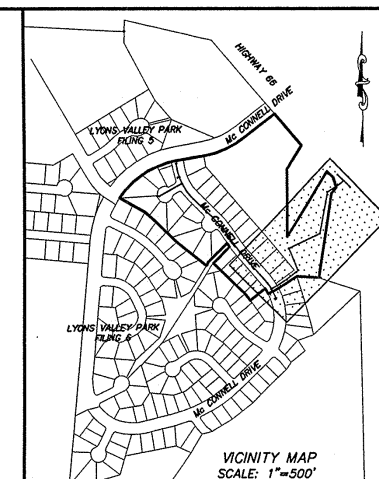 HIGHWAY 66
Mc CONNELL DRIVE
LYONS VALLEY PARK
FILING 5
Mc CONNELL DRIVE
LYONS VALLEY PARK
FILING 6
Mc CONNELL DRIVE
VICINITY MAP
SCALE: 1"=500'